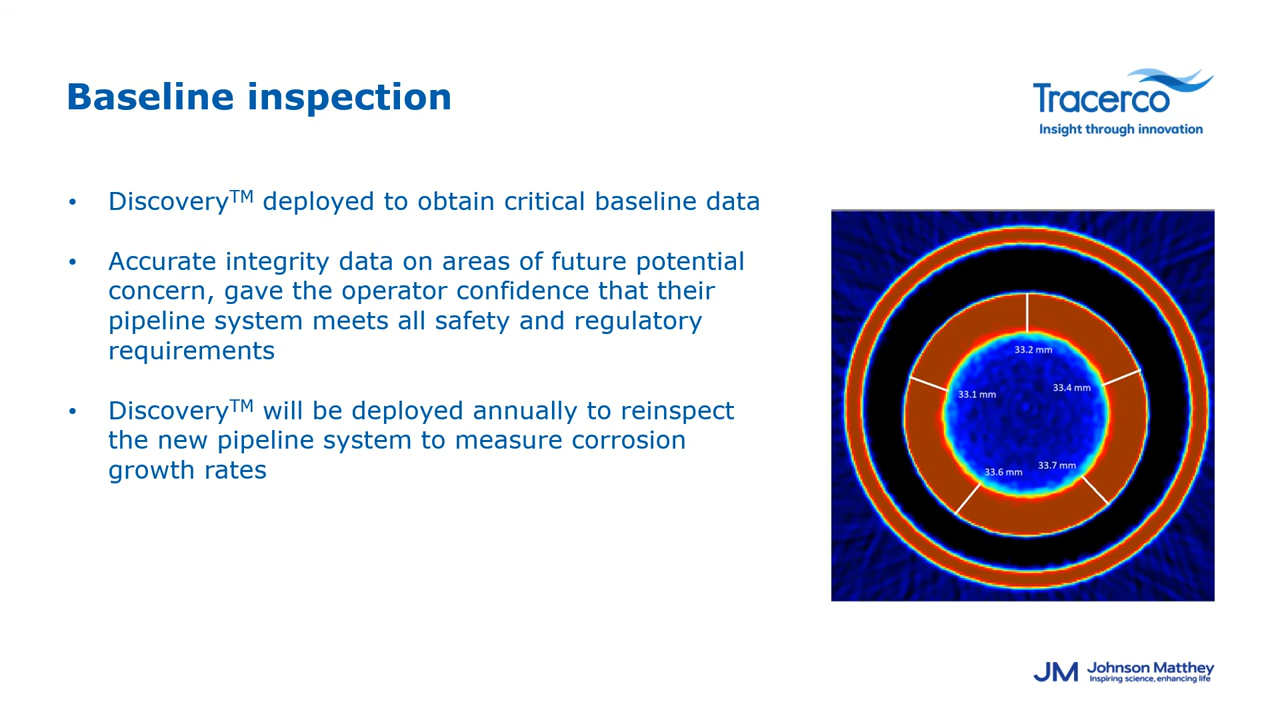 Baseline inspection
Tracerco
Insight through innovation
• Discovery™ deployed to obtain critical baseline data
• Accurate integrity data on areas of future potential
concern, gave the operator confidence that their
pipeline system meets all safety and regulatory
requirements
• Discovery™ will be deployed annually to reinspect
the new pipeline system to measure corrosion
growth rates
33.2 mm
33.4 mm
33.1 mm
33.7 mm
33.6 mm
JM Johnson Matthey
Inspiring science, enhancing life